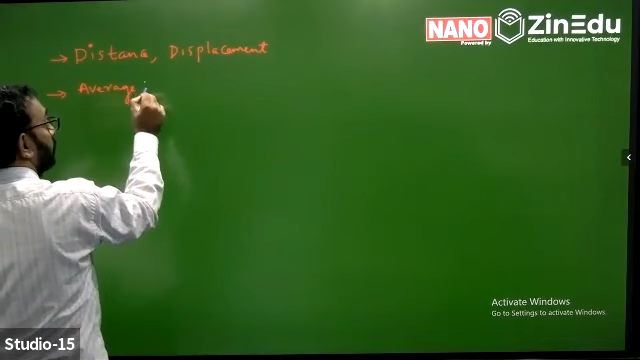 → Distance, Displacement
→ Average
NANO
Powered by
ZinEdu
Education with Innovative Technology
Activate Windows
Go to Settings to activate Windows.
Studio-15